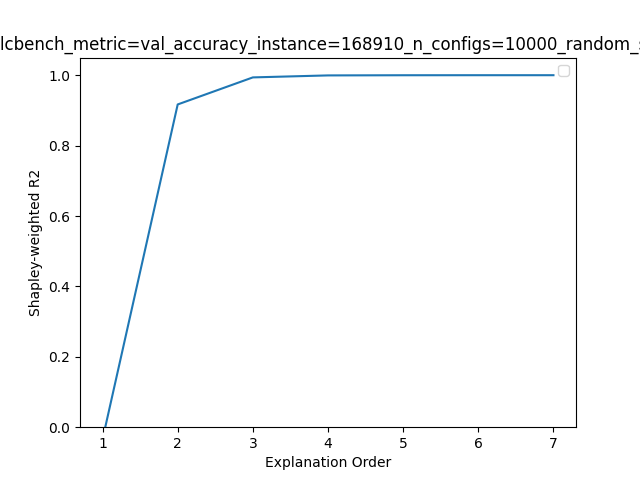 lcbench_metric=val_accuracy_instance=168910_n_configs=10000_random_s
1.0
0.8
0.6
0.4
0.2
0.0
Shapley-weighted R2
1 2 3 4 5 6 7
Explanation Order